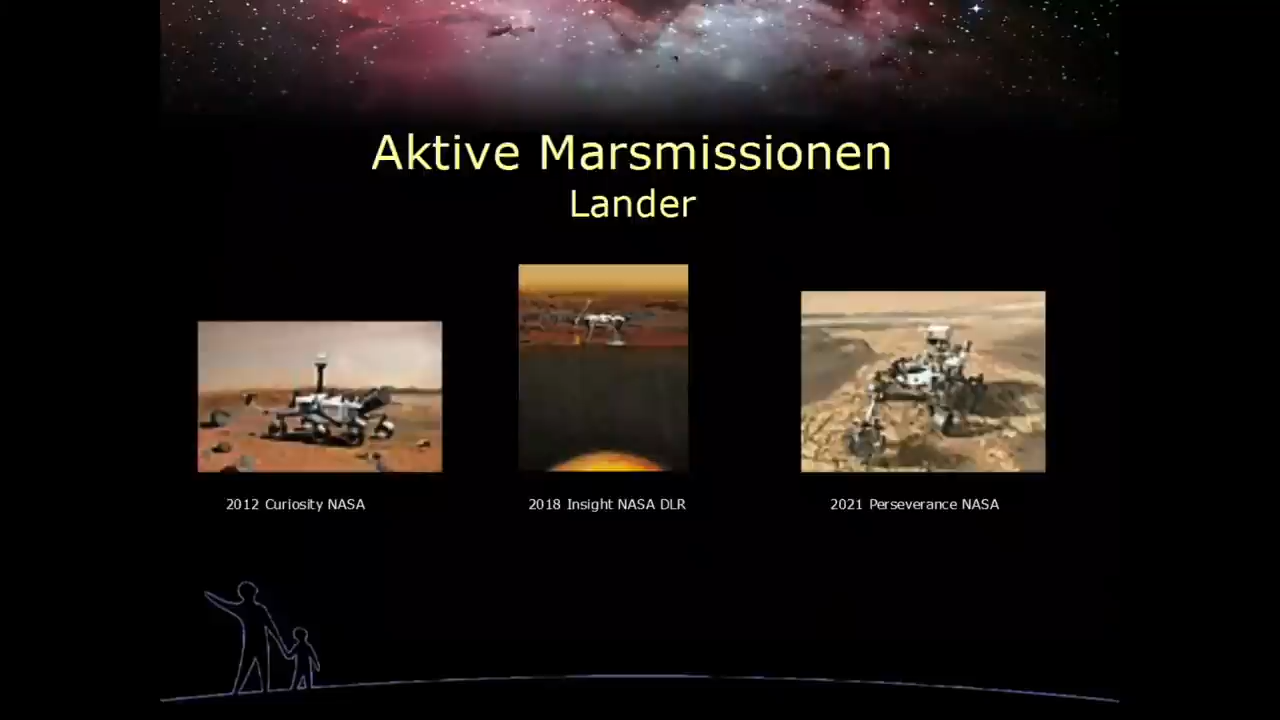 Aktive Marsmissionen
Lander
2012 Curiosity NASA
2018 Insight NASA DLR
2021 Perseverance NASA